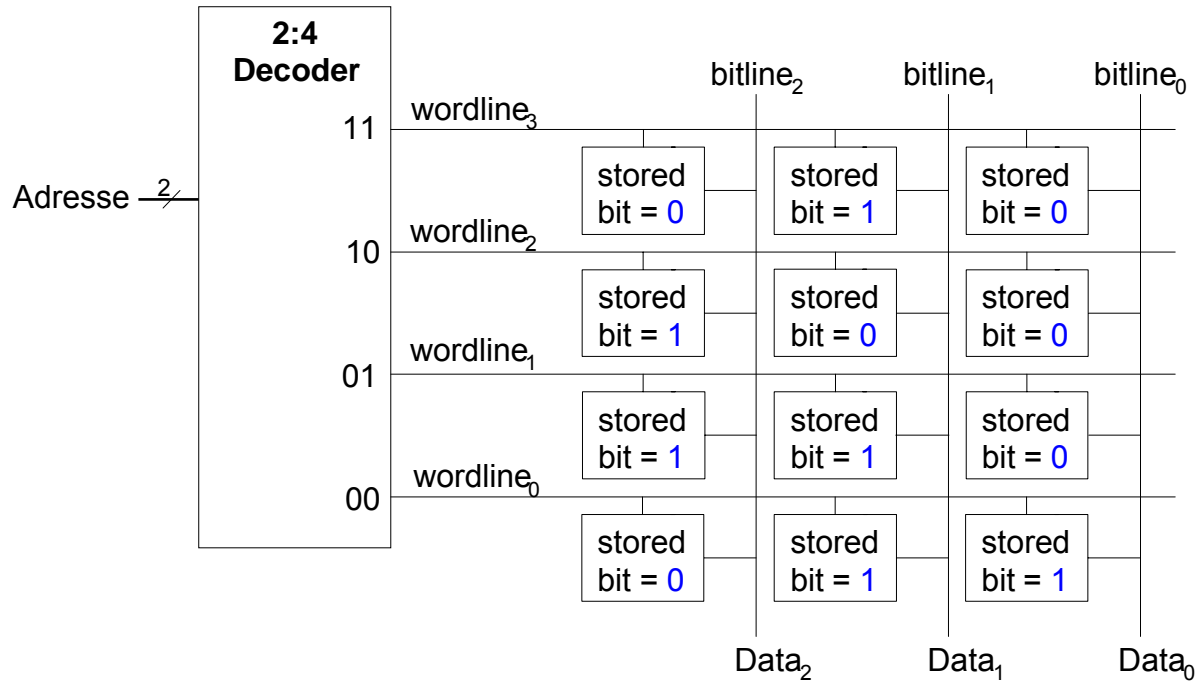 2:4
Decoder
bitline₂ bitline₁ bitline₀
wordline₃
11
stored stored stored
bit = 0 bit = 1 bit = 0
Adresse 2
wordline₂
10
stored stored stored
bit = 1 bit = 0 bit = 0
wordline₁
01
stored stored stored
bit = 1 bit = 1 bit = 0
wordline₀
00
stored stored stored
bit = 0 bit = 1 bit = 1
Data₂ Data₁ Data₀